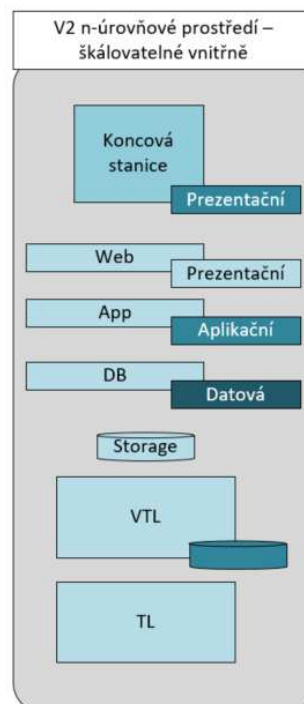 V2 n-úrovňové prostředí –
škálovatelné vnitřně
Koncová
stanice
Prezentační
Web
Prezentační
App
Aplikační
DB
Datová
Storage
VTL
TL